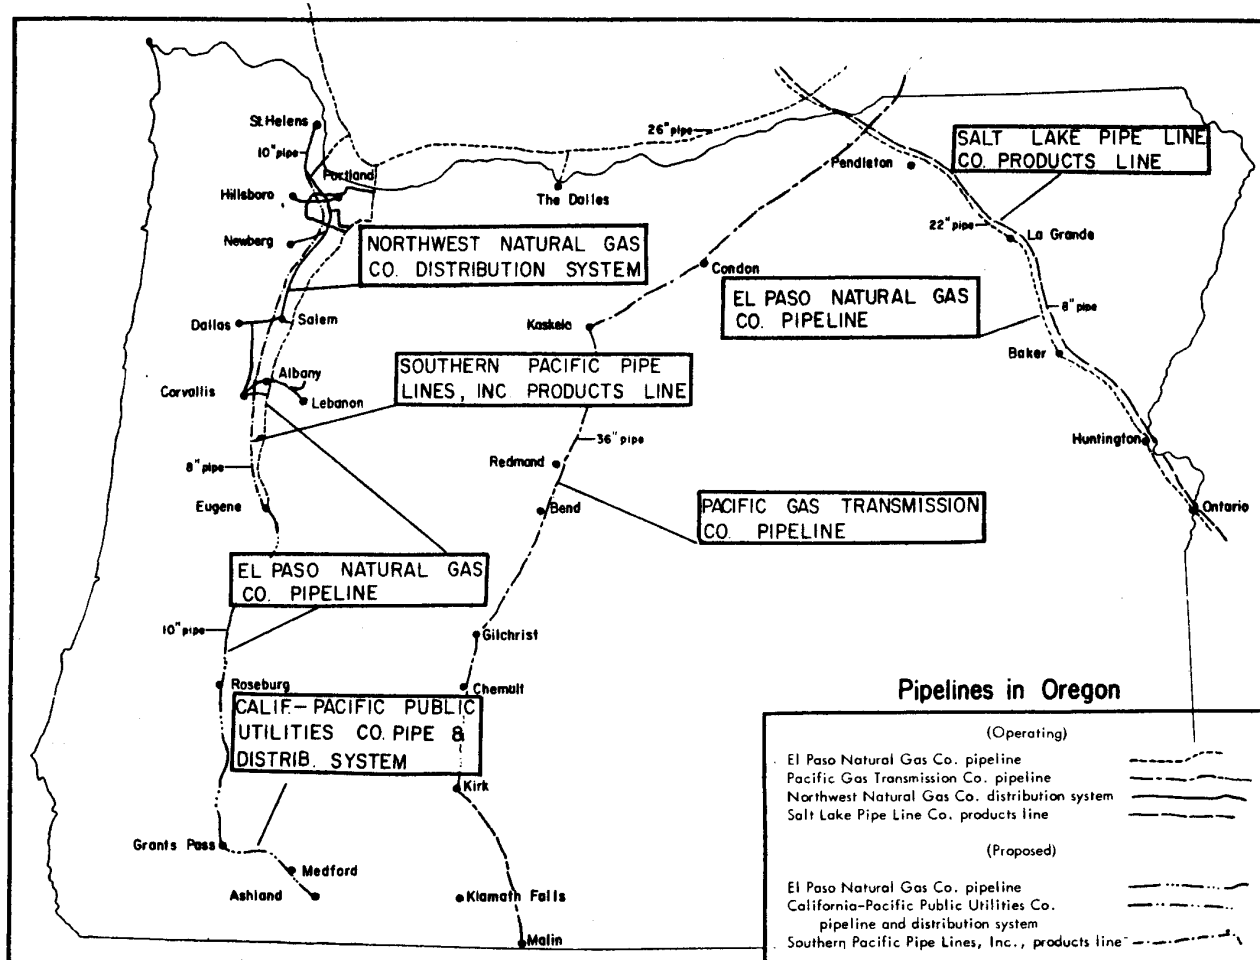 St. Helens
10" pipe
Portland
Hillsboro
Newberg
26" pipe
The Dalles
Pendleton
SALT LAKE PIPE LINE
CO. PRODUCTS LINE
22" pipe
La Grande
NORTHWEST NATURAL GAS
CO. DISTRIBUTION SYSTEM
Condon
EL PASO NATURAL GAS
CO. PIPELINE
8" pipe
Dallas
Salem
Kaskela
Baker
SOUTHERN PACIFIC PIPE
LINES, INC PRODUCTS LINE
Albany
Corvallis
Lebanon
36" pipe
Huntington
8" pipe
Redmand
Eugene
Bend
PACIFIC GAS TRANSMISSION
CO. PIPELINE
Ontario
EL PASO NATURAL GAS
CO. PIPELINE
10" pipe
Gilchrist
Roseburg
Chemult
CALIF.-PACIFIC PUBLIC
UTILITIES CO. PIPE &
DISTRIB. SYSTEM
Kirk
Grants Pass
Medford
Ashland
Klamath Falls
Malin
Pipelines in Oregon
(Operating)
El Paso Natural Gas Co. pipeline
Pacific Gas Transmission Co. pipeline
Northwest Natural Gas Co. distribution system
Salt Lake Pipe Line Co. products line
(Proposed)
El Paso Natural Gas Co. pipeline
California-Pacific Public Utilities Co.
pipeline and distribution system
Southern Pacific Pipe Lines, Inc., products line